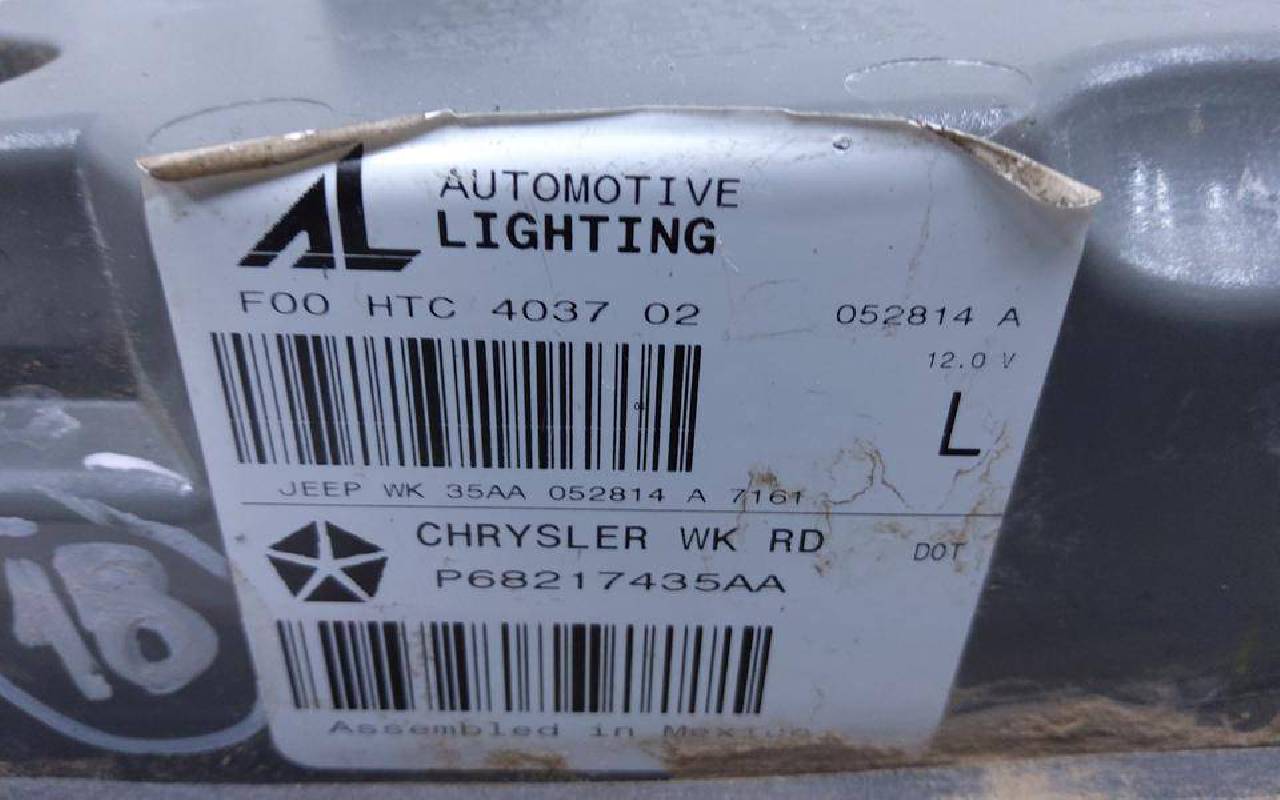 AL AUTOMOTIVE
LIGHTING
F00 HTC 4037 02
052814 A
12.0 V
L
JEEP WK 35AA 052814 A 7161
CHRYSLER WK RD
DOT
P68217435AA
Assembled in Mexico